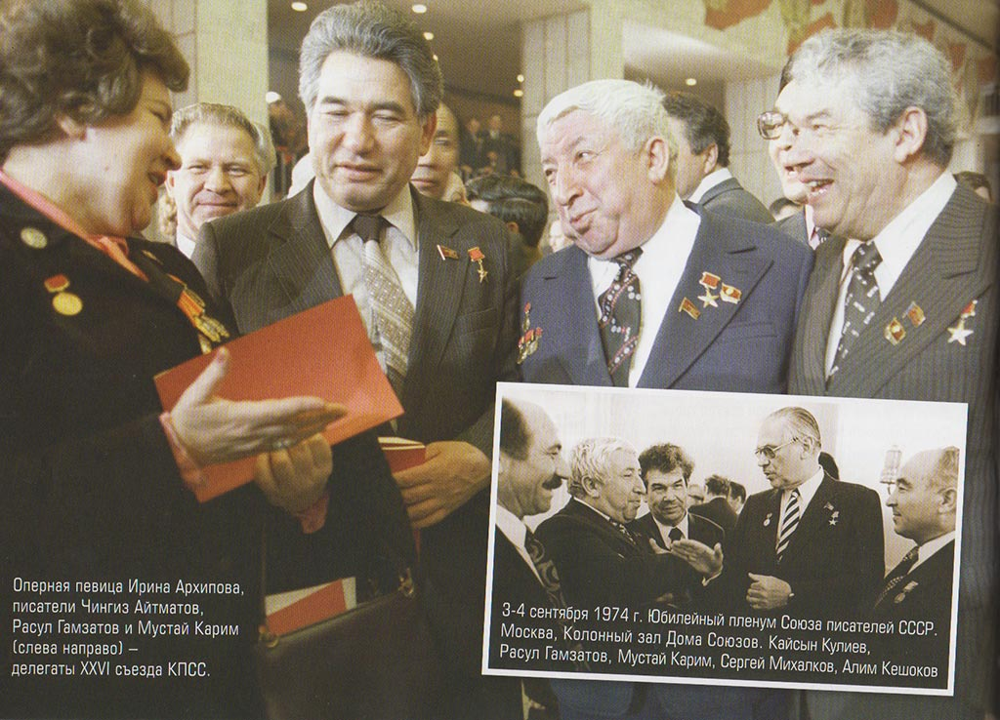 Оперная певица Ирина Архипова,
писатели Чингиз Айтматов,
Расул Гамзатов и Мустай Карим
(слева направо) –
делегаты XXVI съезда КПСС.
3-4 сентября 1974 г. Юбилейный пленум Союза писателей СССР.
Москва, Колонный зал Дома Союзов. Кайсын Кулиев,
Расул Гамзатов, Мустай Карим, Сергей Михалков, Алим Кешоков